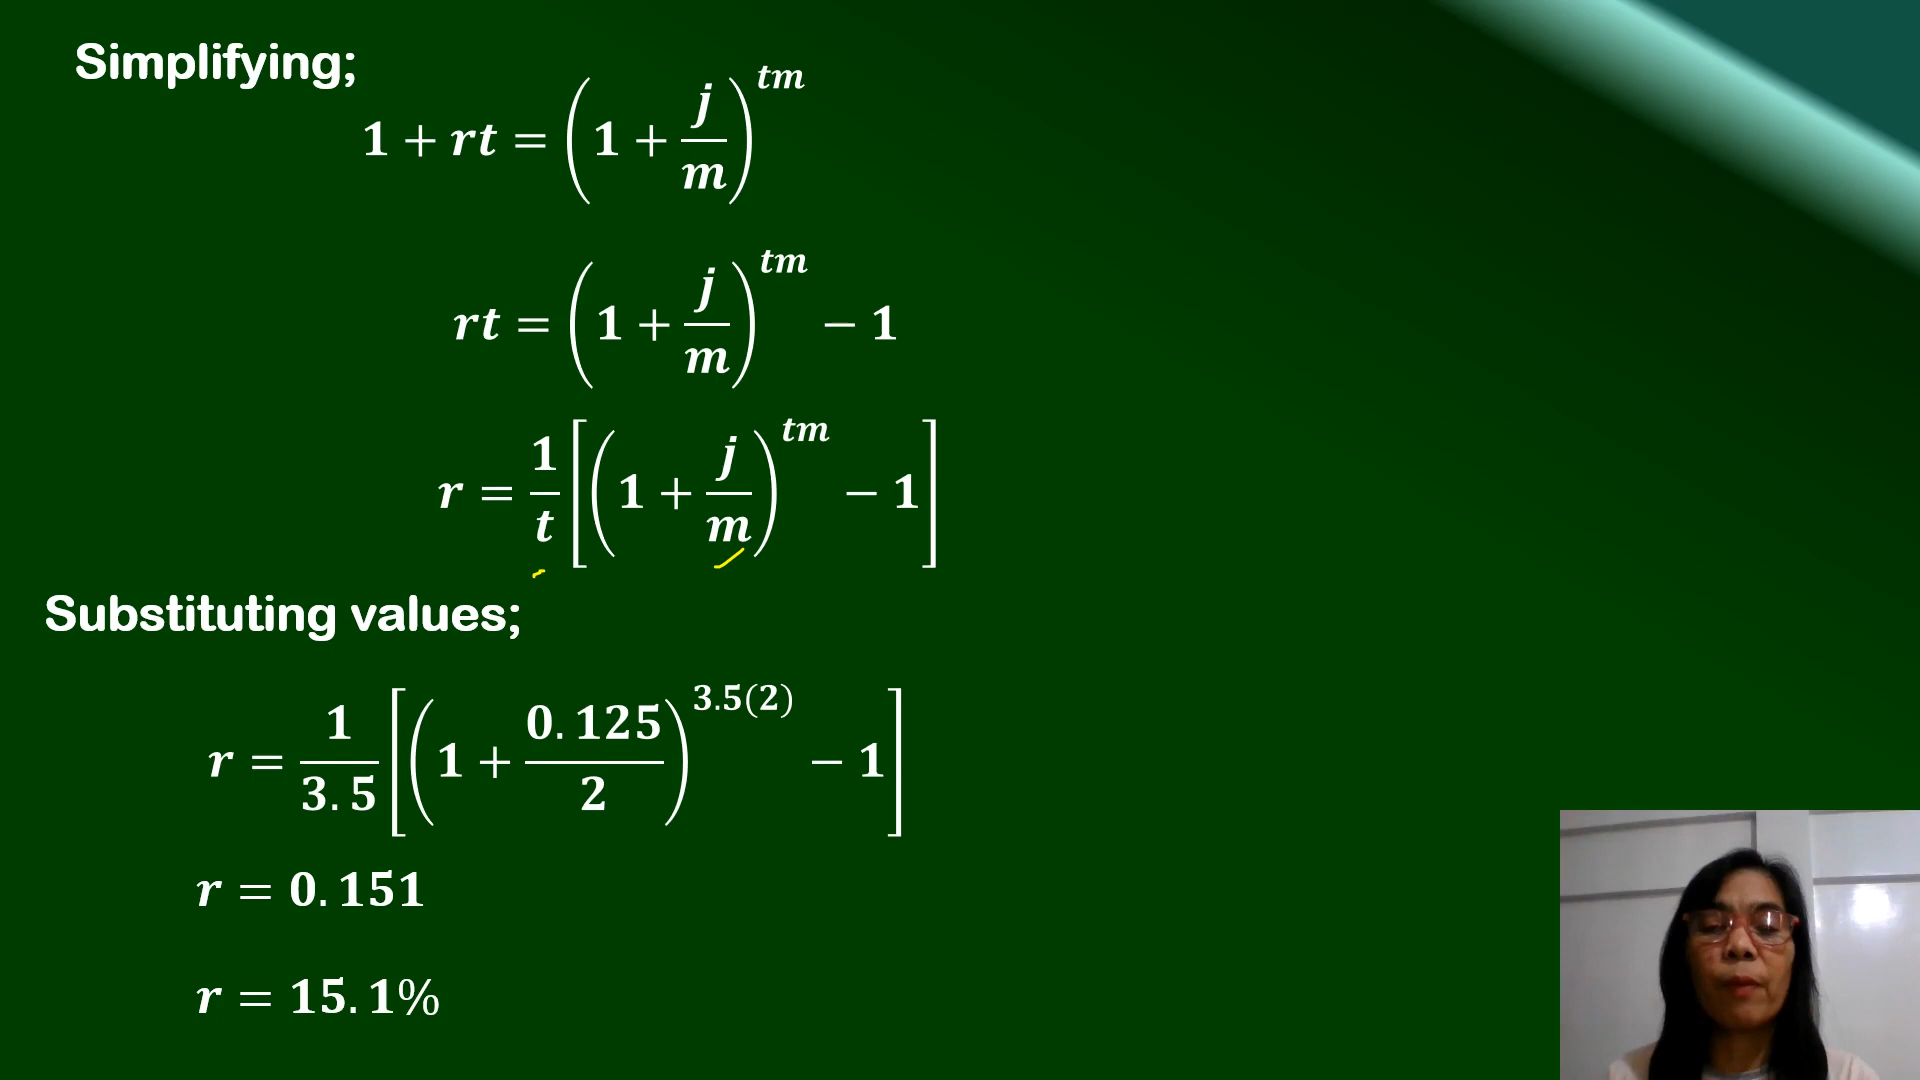 Simplifying;
1 + rt = (1 + j/m)^tm
rt = (1 + j/m)^tm − 1
r = 1/t [(1 + j/m)^tm − 1]
Substituting values;
r = 1/3.5 [(1 + 0.125/2)^3.5(2) − 1]
r = 0.151
r = 15.1%